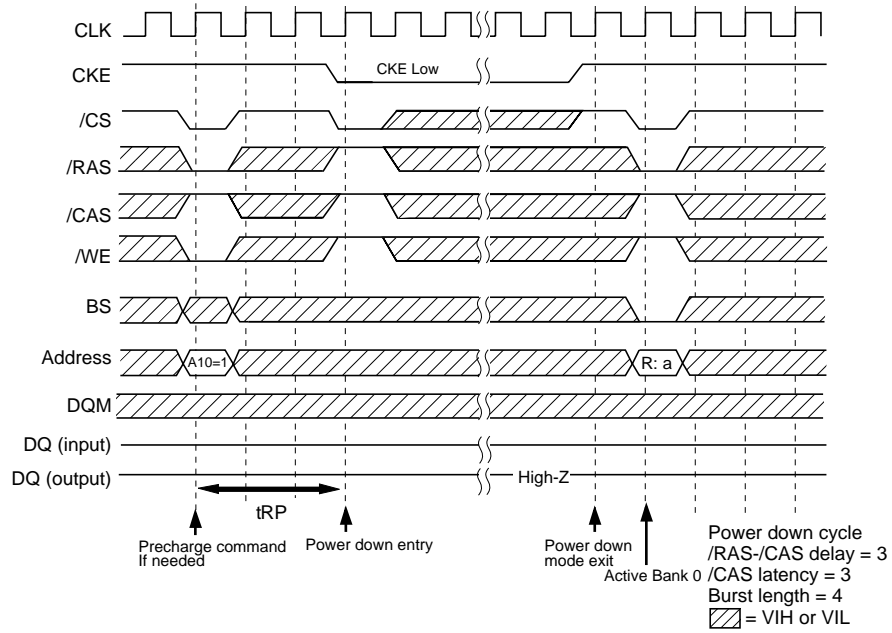 CLK
CKE
CKE Low
/CS
/RAS
/CAS
/WE
BS
Address
A10=1
R: a
DQM
DQ (input)
DQ (output)
High-Z
tRP
Precharge command
If needed
Power down entry
Power down
mode exit
Active Bank 0
Power down cycle
/RAS-/CAS delay = 3
/CAS latency = 3
Burst length = 4
= VIH or VIL